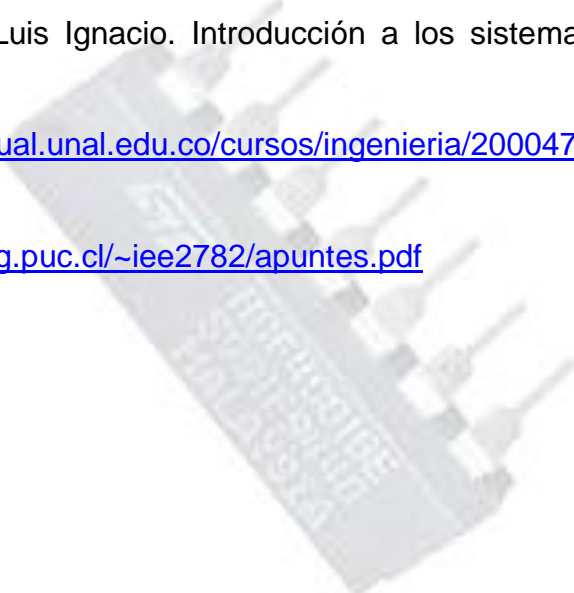 Luis Ignacio. Introducción a los sistema
ual.unal.edu.co/cursos/ingenieria/200047
g.puc.cl/~iee2782/apuntes.pdf